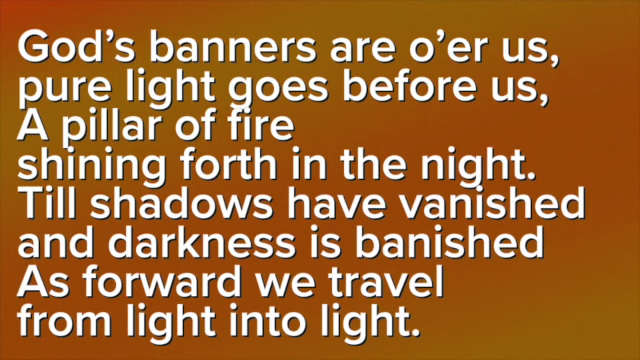 God’s banners are o’er us,
pure light goes before us,
A pillar of fire
shining forth in the night.
Till shadows have vanished
and darkness is banished
As forward we travel
from light into light.